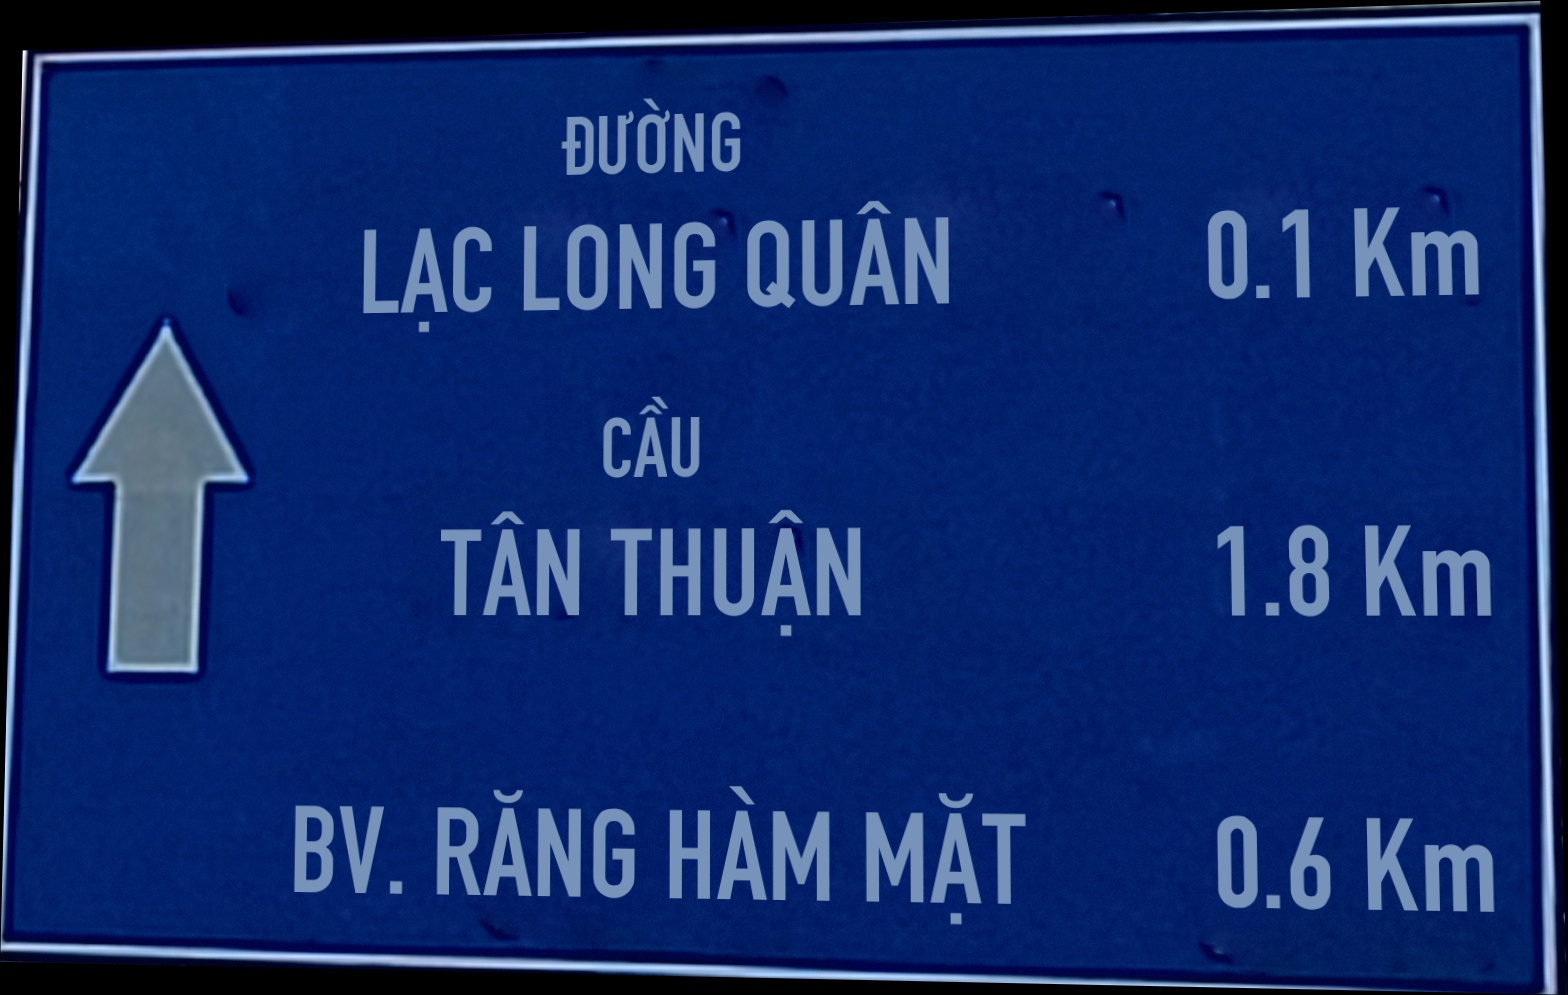 ĐƯỜNG
LẠC LONG QUÂN 0.1 Km
CẦU
TÂN THUẬN 1.8 Km
BV. RĂNG HÀM MẶT 0.6 Km